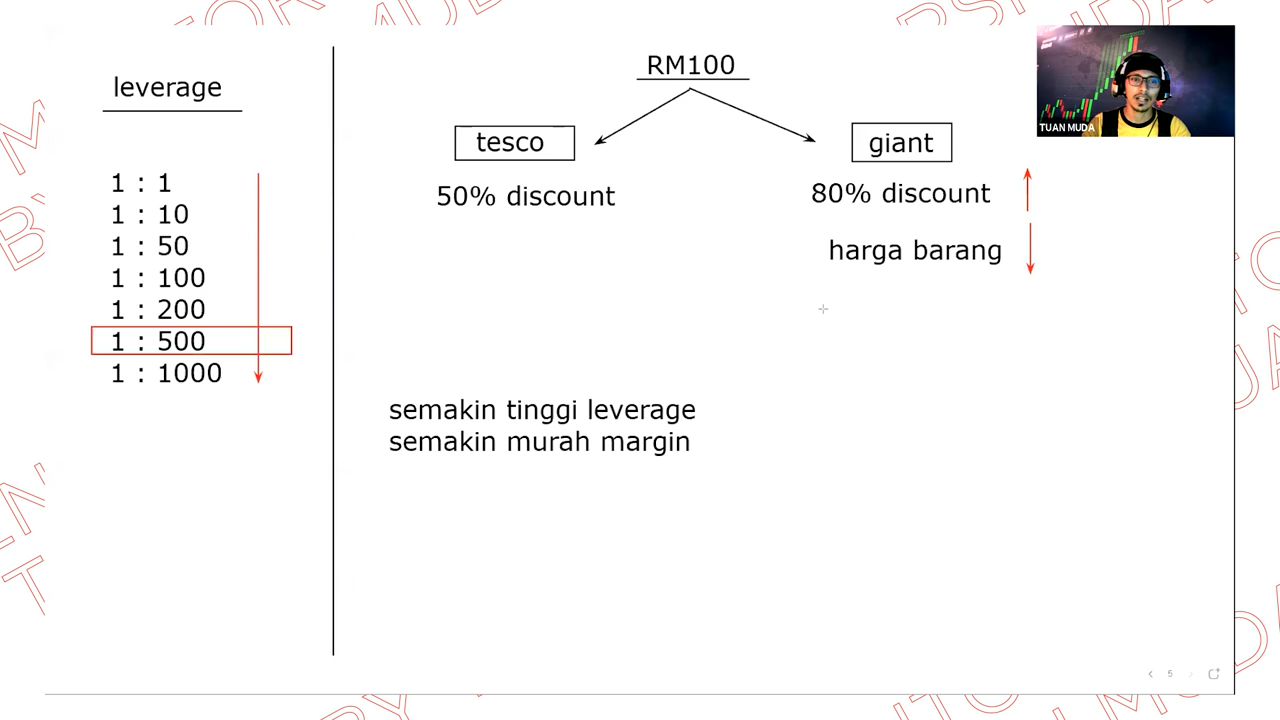 leverage
1 : 1
1 : 10
1 : 50
1 : 100
1 : 200
1 : 500
1 : 1000
RM100
tesco
giant
50% discount
80% discount
harga barang
semakin tinggi leverage
semakin murah margin
TUAN MUDA
5